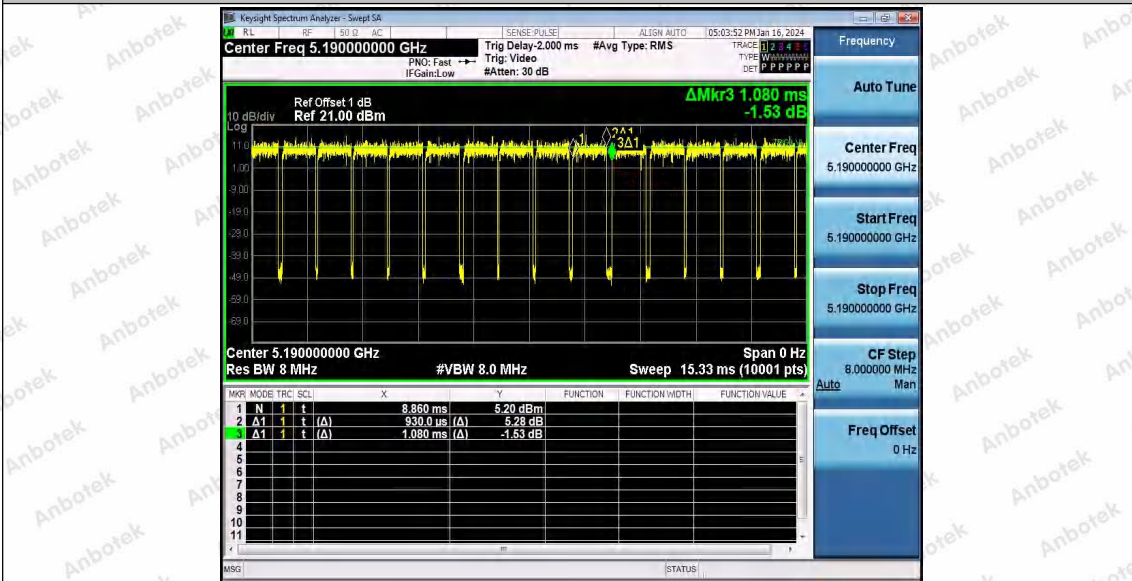 Keysight Spectrum Analyzer - Swept SA
RL RF 50 Ω AC SENSE:PULSE ALIGN AUTO 05:03:52 PM Jan 16, 2024
Center Freq 5.190000000 GHz
Trig Delay-2.000 ms #Avg Type: RMS
TRACE 1 2 3 4 5 6
PNO: Fast Trig: Video
TYPE WWWWWW
IFGain:Low #Atten: 30 dB
DET P P P P P P
Frequency
Auto Tune
Center Freq
5.190000000 GHz
Start Freq
5.190000000 GHz
Stop Freq
5.190000000 GHz
CF Step
8.000000 MHz
Auto Man
Freq Offset
0 Hz
ΔMkr3 1.080 ms
-1.53 dB
Ref Offset 1 dB
10 dB/div Ref 21.00 dBm
Log
11.0
1.00
-9.00
-19.0
-29.0
-39.0
-49.0
-59.0
-69.0
1
2Δ1
3Δ1
Center 5.190000000 GHz Span 0 Hz
Res BW 8 MHz #VBW 8.0 MHz Sweep 15.33 ms (10001 pts)
MKR MODE TRC SCL X Y FUNCTION FUNCTION WIDTH FUNCTION VALUE
1 N 1 t 8.860 ms 5.20 dBm
2 Δ1 1 t (Δ) 930.0 µs (Δ) 5.28 dB
3 Δ1 1 t (Δ) 1.080 ms (Δ) -1.53 dB
4
5
6
7
8
9
10
11
MSG STATUS
Anbotek